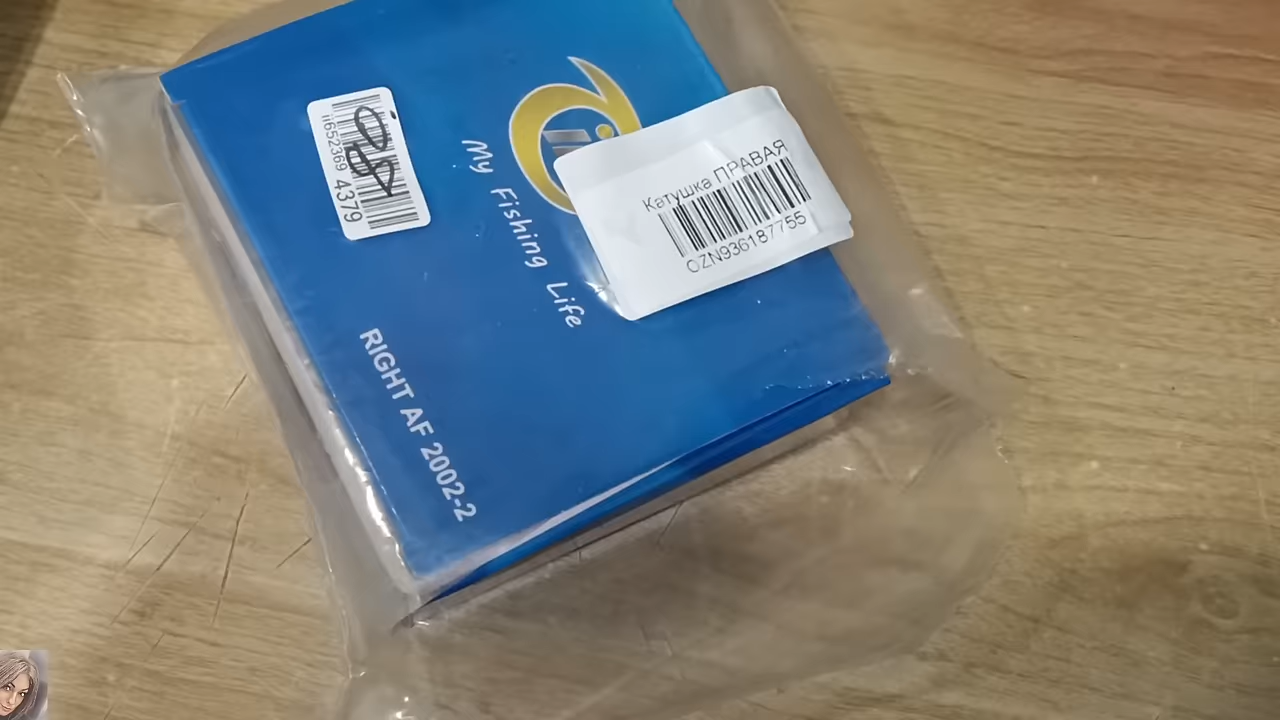 ii652369 4379
My Fishing Life
Катушка ПРАВАЯ
OZN936187755
RIGHT AF 2002-2